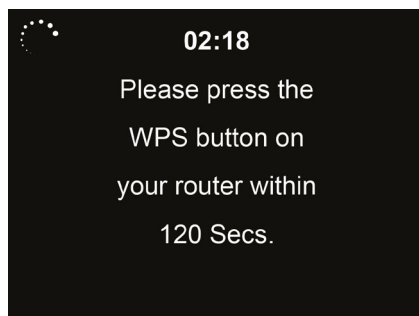 02:18
Please press the
WPS button on
your router within
120 Secs.